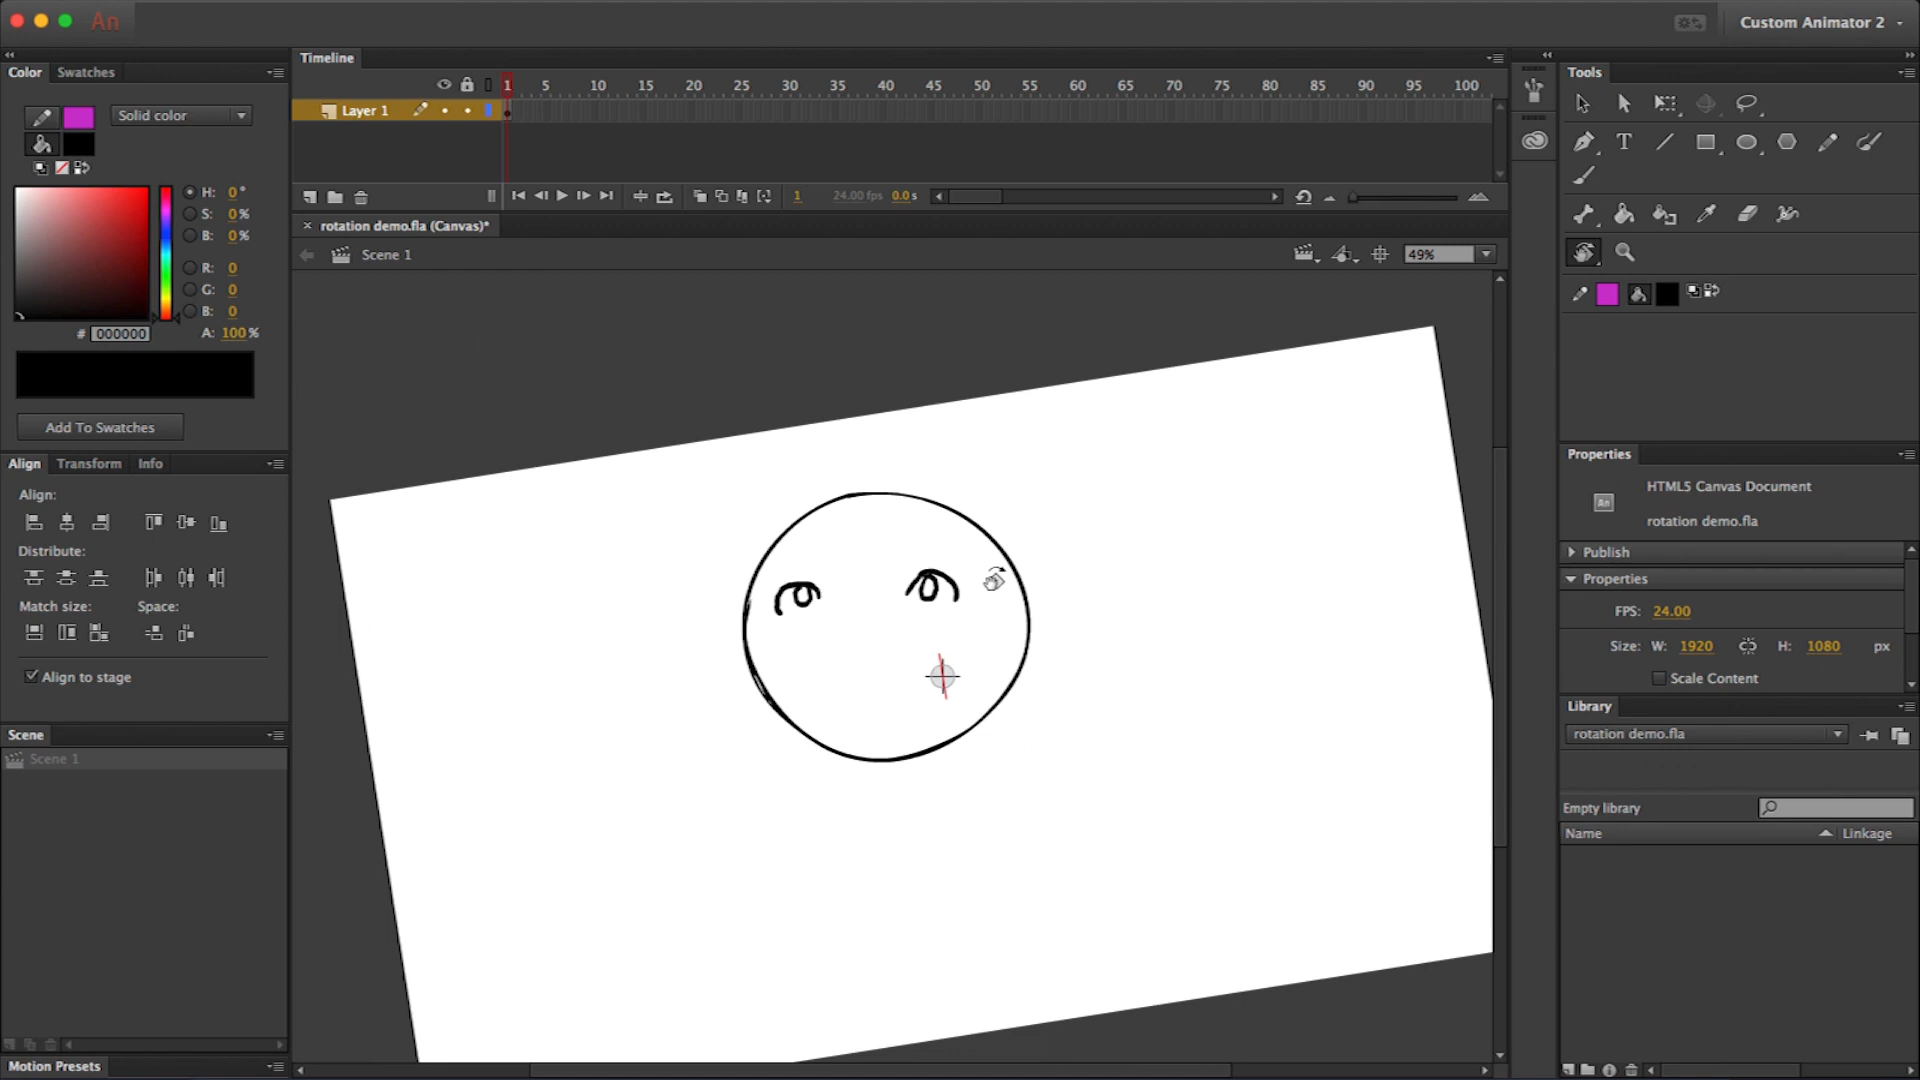 An
Custom Animator 2
Color
Swatches
Timeline
1 5 10 15 20 25 30 35 40 45 50 55 60 65 70 75 80 85 90 95 100
Layer 1
Solid color
H: 0 °
S: 0 %
B: 0 %
R: 0
G: 0
B: 0
# 000000
A: 100 %
Add To Swatches
1 24.00 fps 0.0 s
rotation demo.fla (Canvas)*
Scene 1
49%
Align
Transform
Info
Align:
Distribute:
Match size:
Space:
Align to stage
Scene
Scene 1
Motion Presets
Tools
T
Properties
HTML5 Canvas Document
An
rotation demo.fla
Publish
Properties
FPS: 24.00
Size: W: 1920 H: 1080 px
Scale Content
Library
rotation demo.fla
Empty library
Name
Linkage